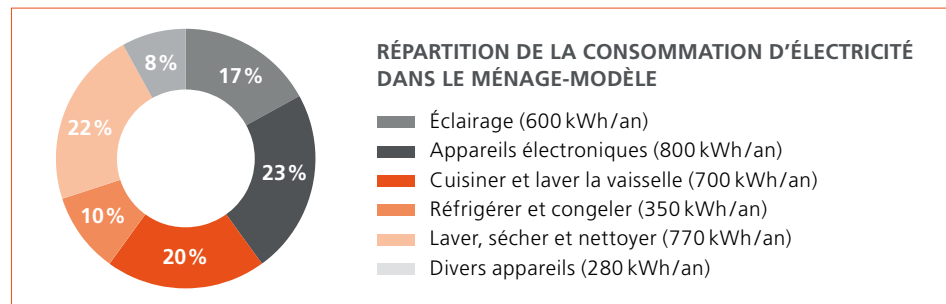 RÉPARTITION DE LA CONSOMMATION D’ÉLECTRICITÉ
DANS LE MÉNAGE-MODÈLE
8 %
17 %
22 %
23 %
10 %
20 %
Éclairage (600 kWh/an)
Appareils électroniques (800 kWh/an)
Cuisiner et laver la vaisselle (700 kWh/an)
Réfrigérer et congeler (350 kWh/an)
Laver, sécher et nettoyer (770 kWh/an)
Divers appareils (280 kWh/an)